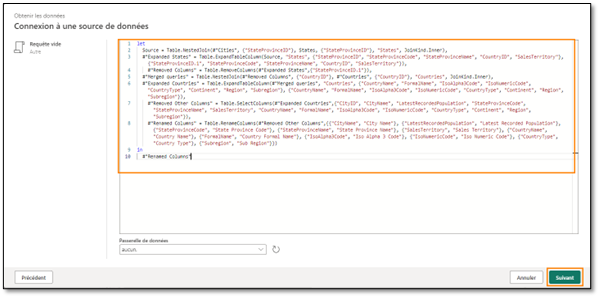 Obtenir les données
Connexion à une source de données
Requête vide
Autre
1 let
2 Source = Table.NestedJoin(#"Cities", {"StateProvinceID"}, States, {"StateProvinceID"}, "States", JoinKind.Inner),
3 #"Expanded States" = Table.ExpandTableColumn(Source, "States", {"StateProvinceID", "StateProvinceCode", "StateProvinceName", "CountryID", "SalesTerritory"},
{"StateProvinceID.1", "StateProvinceCode", "StateProvinceName", "CountryID", "SalesTerritory"}),
4 #"Removed Columns" = Table.RemoveColumns(#"Expanded States",{"StateProvinceID.1"}),
5 #"Merged queries" = Table.NestedJoin(#"Removed Columns", {"CountryID"}, #"Countries", {"CountryID"}, "Countries", JoinKind.Inner),
6 #"Expanded Countries" = Table.ExpandTableColumn(#"Merged queries", "Countries", {"CountryName", "FormalName", "IsoAlpha3Code", "IsoNumericCode",
"CountryType", "Continent", "Region", "Subregion"}, {"CountryName", "FormalName", "IsoAlpha3Code", "IsoNumericCode", "CountryType", "Continent", "Region",
"Subregion"}),
7 #"Removed Other Columns" = Table.SelectColumns(#"Expanded Countries",{"CityID", "CityName", "LatestRecordedPopulation", "StateProvinceCode",
"StateProvinceName", "SalesTerritory", "CountryName", "FormalName", "IsoAlpha3Code", "IsoNumericCode", "CountryType", "Continent", "Region",
"Subregion"}),
8 #"Renamed Columns" = Table.RenameColumns(#"Removed Other Columns",{{"CityName", "City Name"}, {"LatestRecordedPopulation", "Latest Recorded Population"},
{"StateProvinceCode", "State Province Code"}, {"StateProvinceName", "State Province Name"}, {"SalesTerritory", "Sales Territory"}, {"CountryName",
"Country Name"}, {"FormalName", "Country Formal Name"}, {"IsoAlpha3Code", "Iso Alpha 3 Code"}, {"IsoNumericCode", "Iso Numeric Code"}, {"CountryType",
"Country Type"}, {"Subregion", "Sub Region"}})
9 in
10 #"Renamed Columns"
Passerelle de données
aucun.
Précédent
Annuler
Suivant